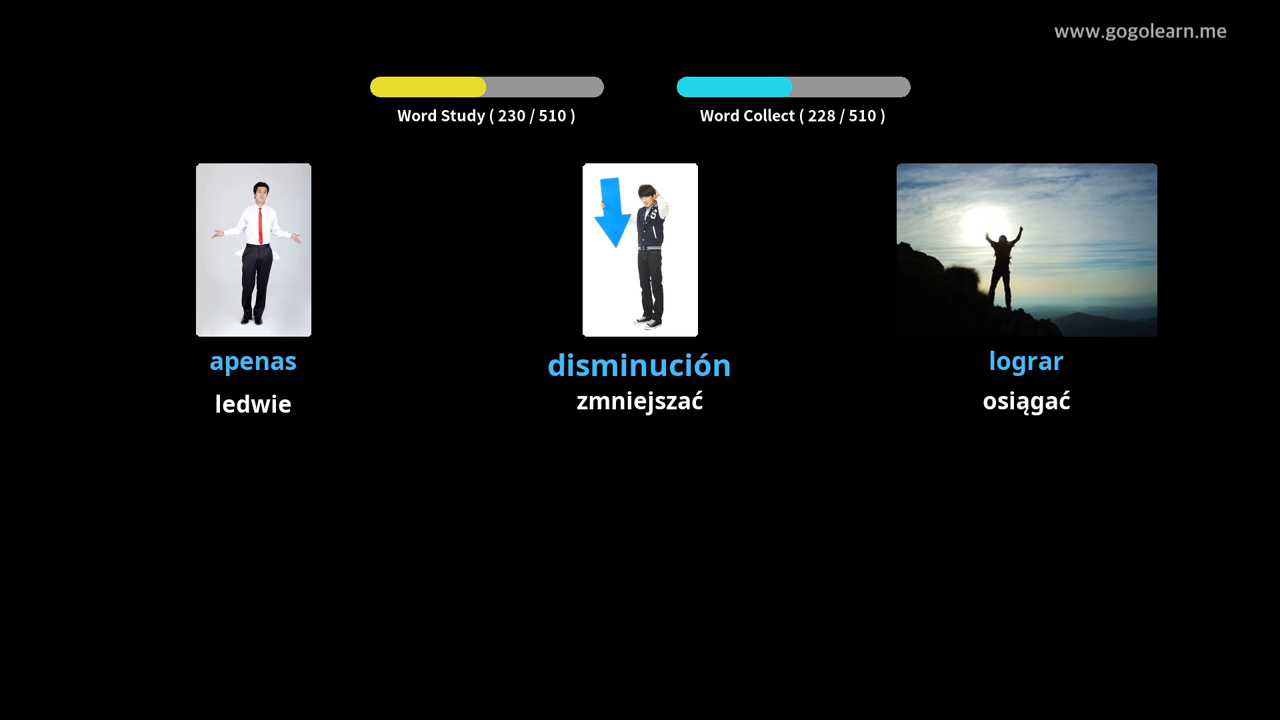 www.gogolearn.me
Word Study ( 230 / 510 )
Word Collect ( 228 / 510 )
apenas
ledwie
disminución
zmniejszać
lograr
osiągać